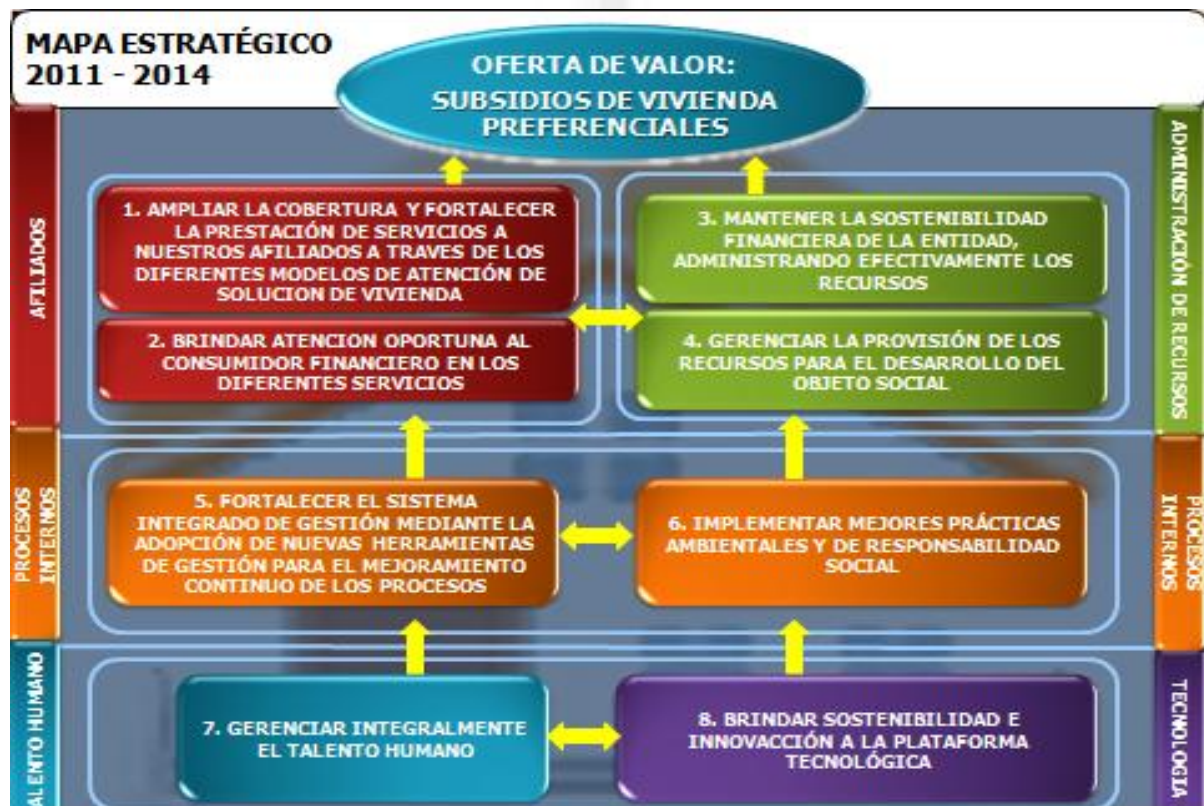 MAPA ESTRATÉGICO
2011 - 2014
OFERTA DE VALOR:
SUBSIDIOS DE VIVIENDA
PREFERENCIALES
AFILIADOS
1. AMPLIAR LA COBERTURA Y FORTALECER
LA PRESTACIÓN DE SERVICIOS A
NUESTROS AFILIADOS A TRAVES DE LOS
DIFERENTES MODELOS DE ATENCIÓN DE
SOLUCION DE VIVIENDA
2. BRINDAR ATENCION OPORTUNA AL
CONSUMIDOR FINANCIERO EN LOS
DIFERENTES SERVICIOS
3. MANTENER LA SOSTENIBILIDAD
FINANCIERA DE LA ENTIDAD,
ADMINISTRANDO EFECTIVAMENTE LOS
RECURSOS
4. GERENCIAR LA PROVISIÓN DE LOS
RECURSOS PARA EL DESARROLLO DEL
OBJETO SOCIAL
ADMINISTRACIÓN DE RECURSOS
PROCESOS
INTERNOS
5. FORTALECER EL SISTEMA
INTEGRADO DE GESTIÓN MEDIANTE LA
ADOPCIÓN DE NUEVAS HERRAMIENTAS
DE GESTIÓN PARA EL MEJORAMIENTO
CONTINUO DE LOS PROCESOS
6. IMPLEMENTAR MEJORES PRÁCTICAS
AMBIENTALES Y DE RESPONSABILIDAD
SOCIAL
PROCESOS
INTERNOS
TALENTO HUMANO
7. GERENCIAR INTEGRALMENTE
EL TALENTO HUMANO
8. BRINDAR SOSTENIBILIDAD E
INNOVACCIÓN A LA PLATAFORMA
TECNOLÓGICA
TECNOLOGIA